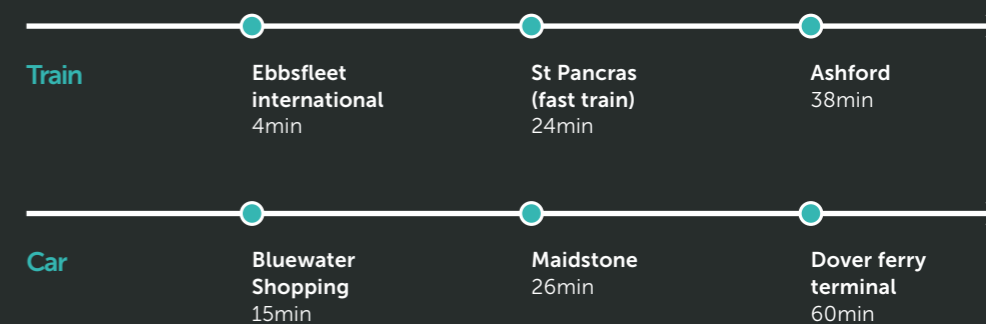 Train
Ebbsfleet
international
4min
St Pancras
(fast train)
24min
Ashford
38min
Car
Bluewater
Shopping
15min
Maidstone
26min
Dover ferry
terminal
60min